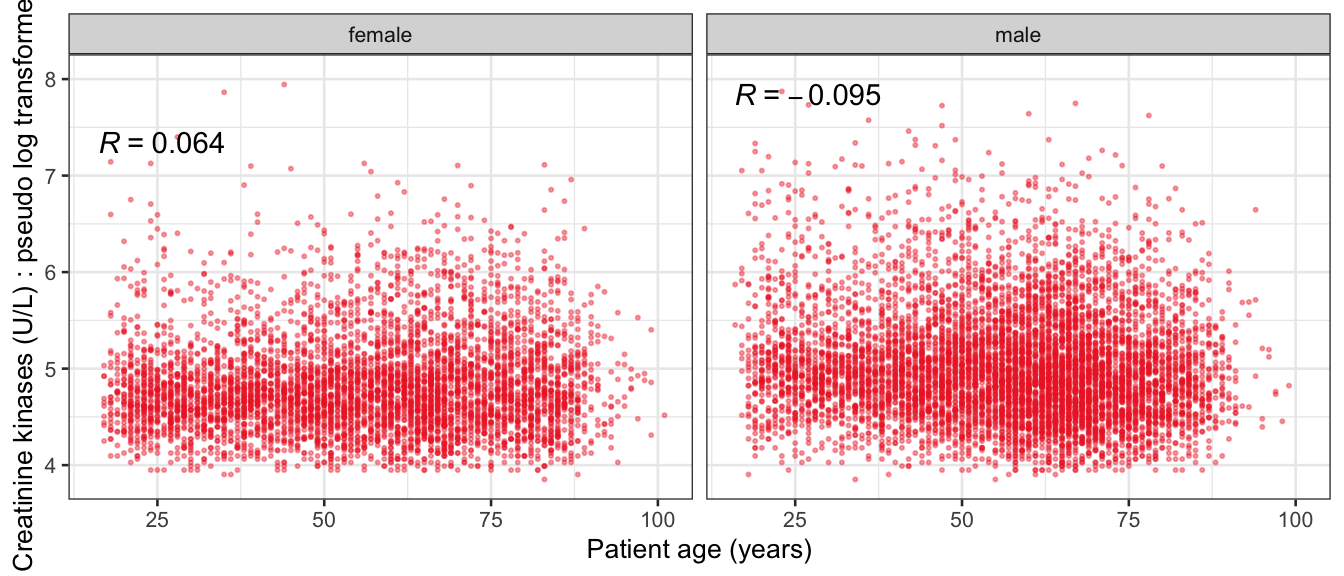 female
male
Creatinine kinases (U/L) : pseudo log transforme
8
7
6
5
4
R = 0.064
R = −0.095
25
50
75
100
25
50
75
100
Patient age (years)